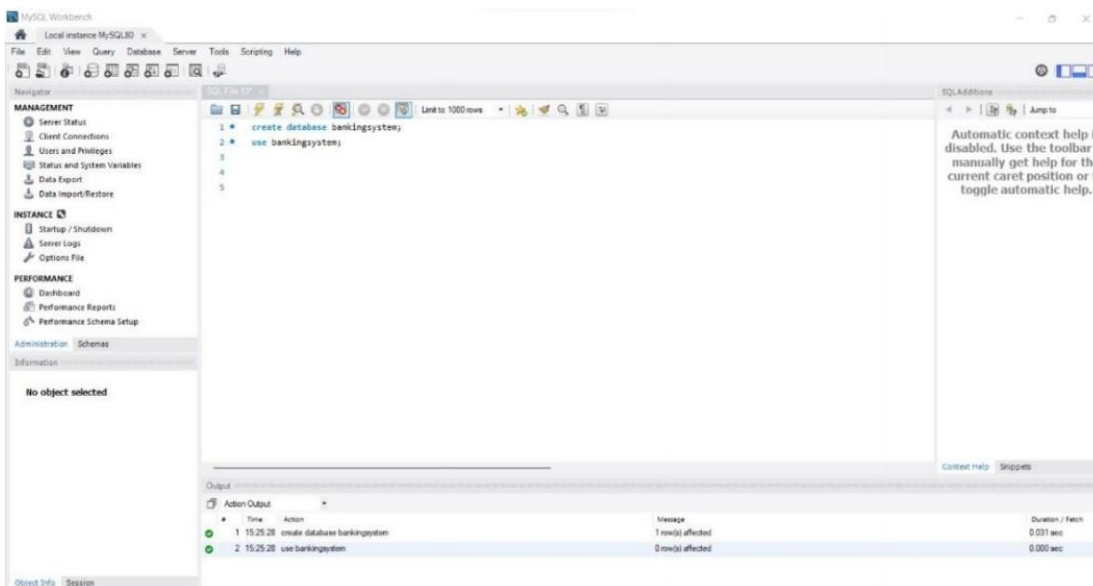 MySQL Workbench
Local instance MySQL80 ×
File Edit View Query Database Server Tools Scripting Help
Navigator
MANAGEMENT
Server Status
Client Connections
Users and Privileges
Status and System Variables
Data Export
Data Import/Restore
INSTANCE
Startup / Shutdown
Server Logs
Options File
PERFORMANCE
Dashboard
Performance Reports
Performance Schema Setup
Administration Schemas
Information
No object selected
Object Info Session
Limit to 1000 rows
1 create database bankingsystem;
2 use bankingsystem;
3
4
5
Output
Action Output
# Time Action Message Duration / Fetch
1 15:25:28 create database bankingsystem 1 row(s) affected 0.031 sec
2 15:25:28 use bankingsystem 0 row(s) affected 0.000 sec
SQLAdditions
Jump to
Automatic context help
disabled. Use the toolbar
manually get help for
current caret position or
toggle automatic help.
Context Help Snippets